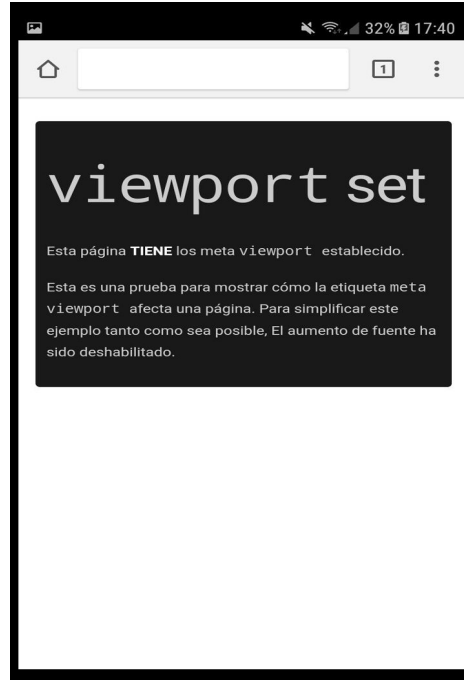 32% 17:40
1
viewport set
Esta página TIENE los meta viewport establecido.
Esta es una prueba para mostrar cómo la etiqueta meta
viewport afecta una página. Para simplificar este
ejemplo tanto como sea posible, El aumento de fuente ha
sido deshabilitado.